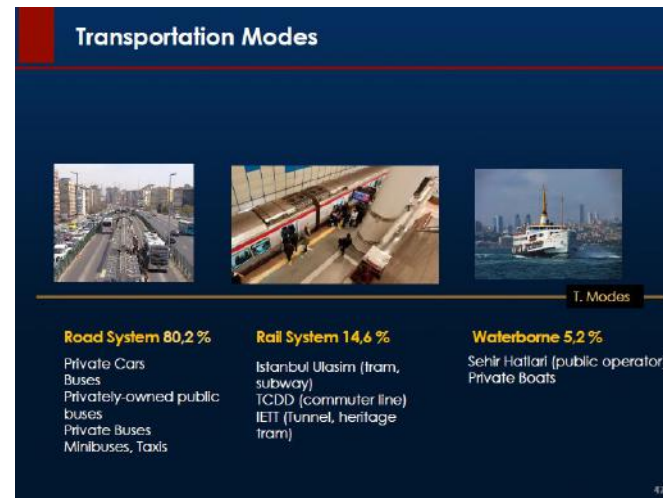 Transportation Modes
T. Modes
Road System 80,2 %
Private Cars
Buses
Privately-owned public
buses
Private Buses
Minibuses, Taxis
Rail System 14,6 %
Istanbul Ulasim (tram,
subway)
TCDD (commuter line)
IETT (Tunnel, heritage
tram)
Waterborne 5,2 %
Sehir Hatlari (public operator
Private Boats